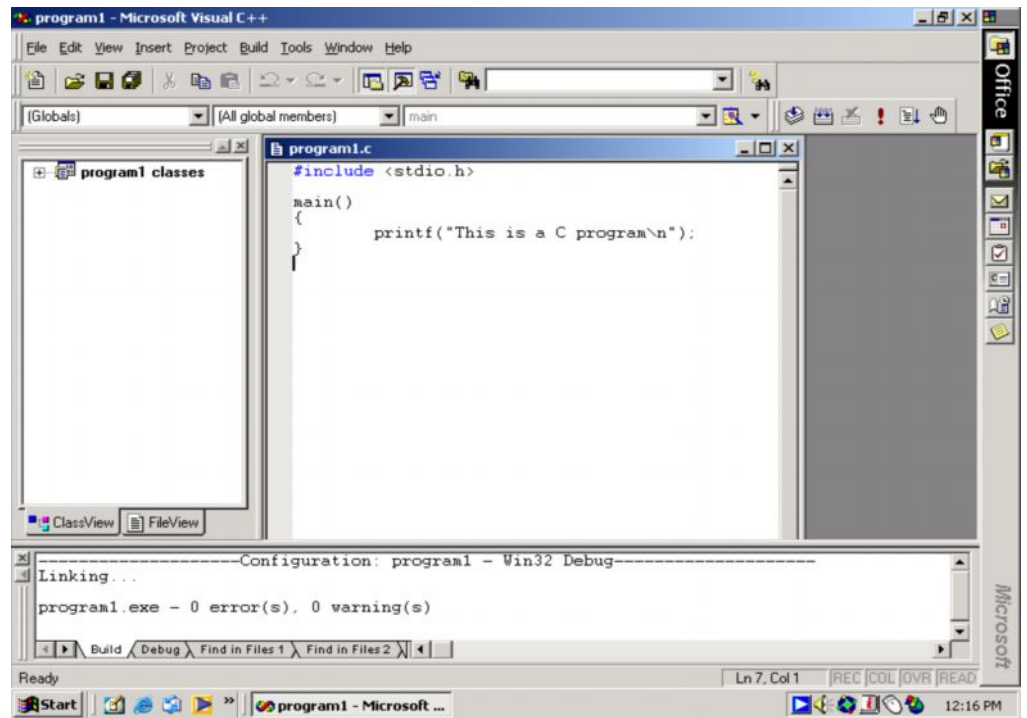 program1 - Microsoft Visual C++
File Edit View Insert Project Build Tools Window Help
(Globals) (All global members) main
Office
program1 classes
program1.c
#include <stdio.h>
main()
{
printf("This is a C program\n");
}
ClassView FileView
--------------------Configuration: program1 - Win32 Debug--------------------
Linking...
program1.exe - 0 error(s), 0 warning(s)
Build Debug Find in Files 1 Find in Files 2
Microsoft
Ready Ln 7, Col 1 REC COL OVR READ
Start » program1 - Microsoft ... 12:16 PM